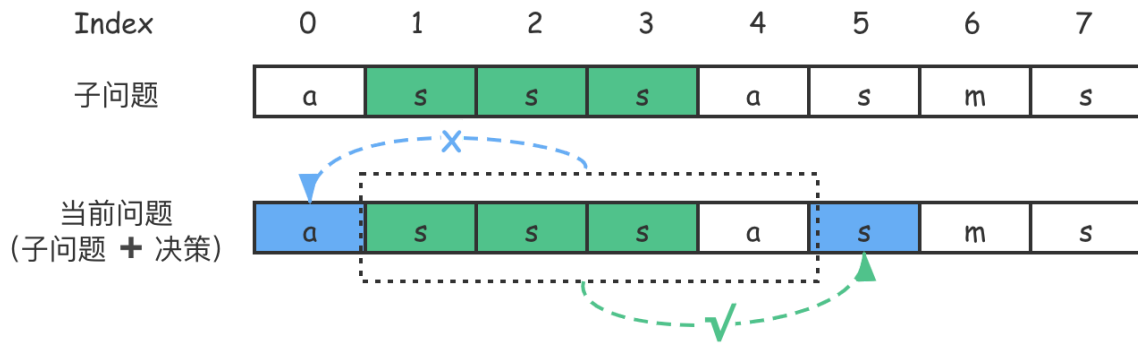 Index 0 1 2 3 4 5 6 7
子问题 a s s s a s m s
x
当前问题
(子问题 + 决策) a s s s a s m s
√